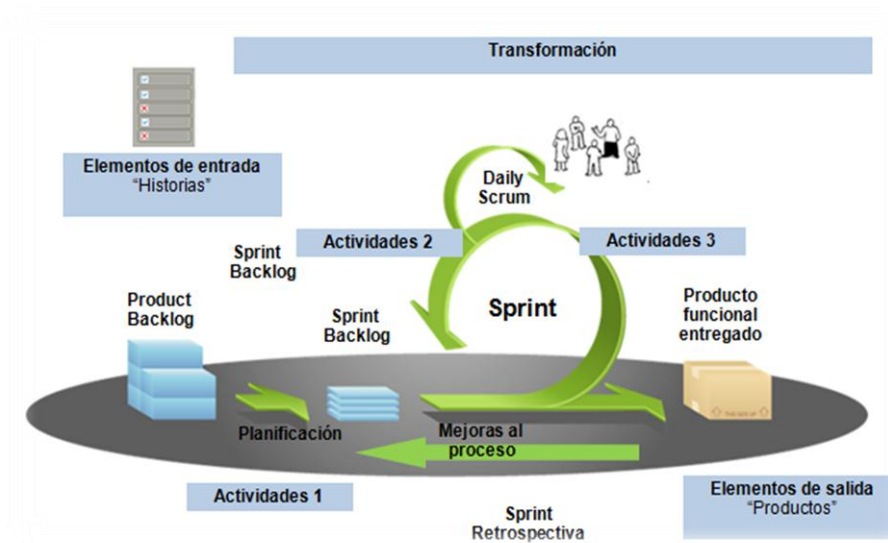 Transformación
Elementos de entrada
“Historias”
Daily
Scrum
Actividades 2
Actividades 3
Sprint
Backlog
Product
Backlog
Sprint
Backlog
Sprint
Producto
funcional
entregado
Planificación
Mejoras al
proceso
Actividades 1
Elementos de salida
“Productos”
Sprint
Retrospectiva